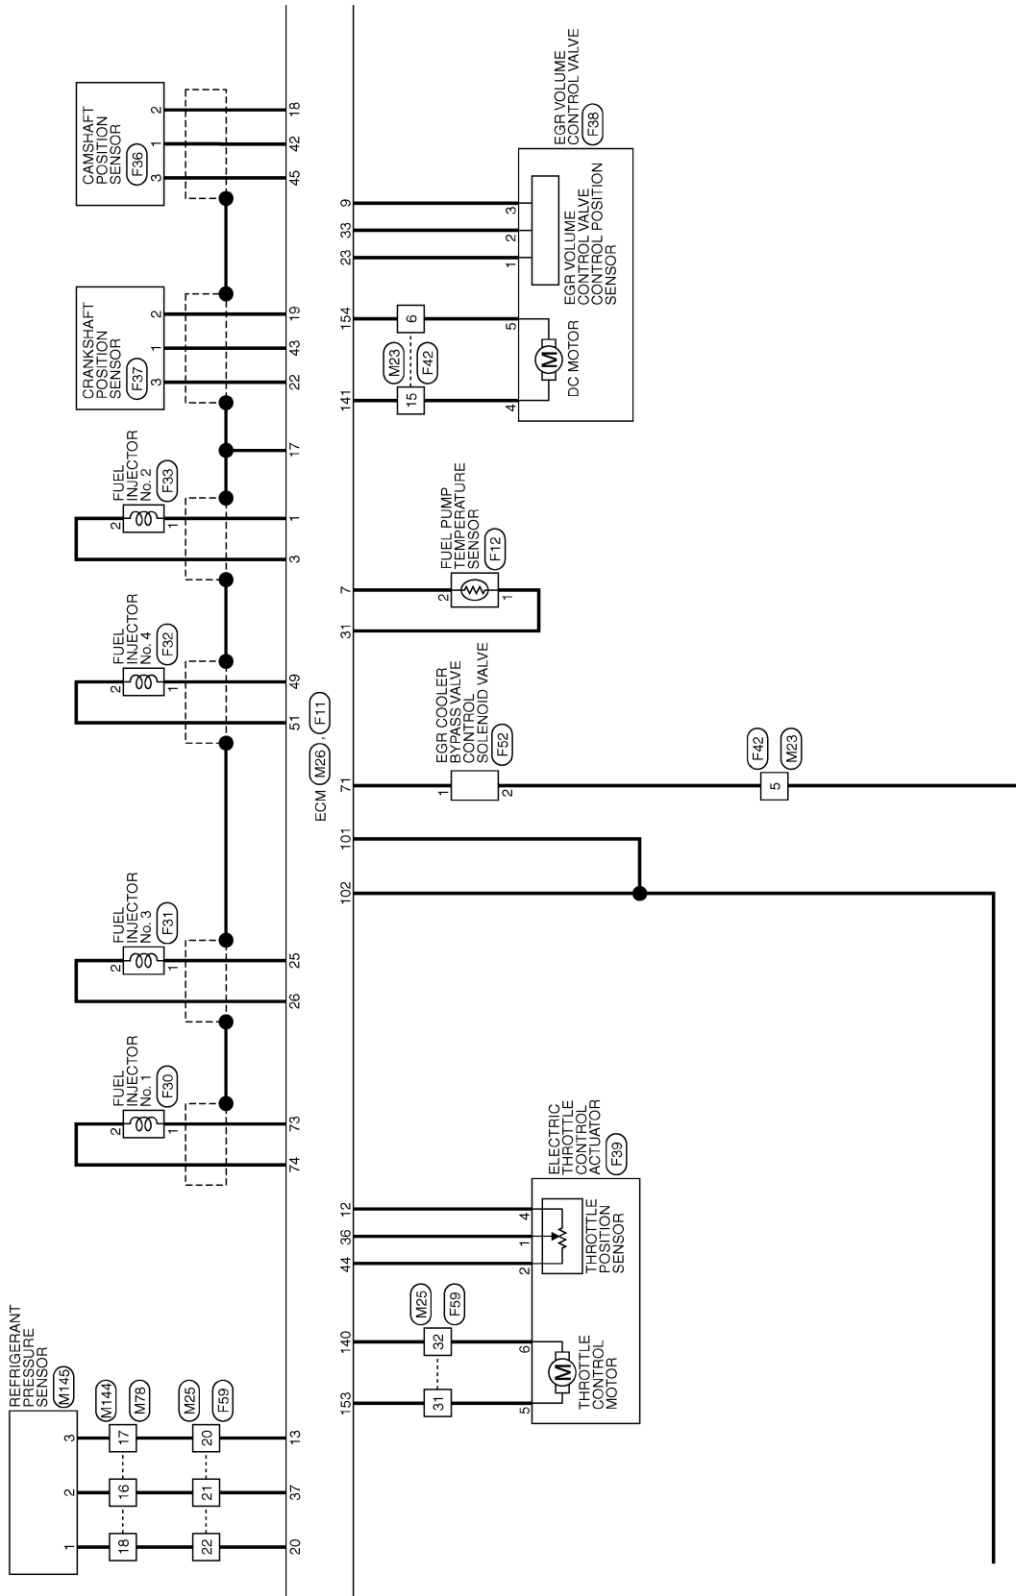 REFRIGERANT
PRESSURE
SENSOR
M145
1
2
3
18
16
17
M144
M78
22
21
20
M25
F59
20
37
13
FUEL
INJECTOR
No. 1
F30
2
1
74
73
FUEL
INJECTOR
No. 3
F31
2
1
26
25
FUEL
INJECTOR
No. 4
F32
2
1
51
49
FUEL
INJECTOR
No. 2
F33
2
1
3
1
17
CRANKSHAFT
POSITION
SENSOR
F37
3
1
2
22
43
19
CAMSHAFT
POSITION
SENSOR
F36
3
1
2
45
42
18
ECM M26 , F11
153
140
44
36
12
31
32
M25
F59
5
6
2
1
4
M
THROTTLE
CONTROL
MOTOR
THROTTLE
POSITION
SENSOR
ELECTRIC
THROTTLE
CONTROL
ACTUATOR
F39
102
101
71
1
2
EGR COOLER
BYPASS VALVE
CONTROL
SOLENOID VALVE
F52
5
F42
M23
31
7
2
1
FUEL PUMP
TEMPERATURE
SENSOR
F12
141
154
23
33
9
15
6
M23
F42
4
5
1
2
3
M
DC MOTOR
EGR VOLUME
CONTROL VALVE
CONTROL POSITION
SENSOR
EGR VOLUME
CONTROL VALVE
F38